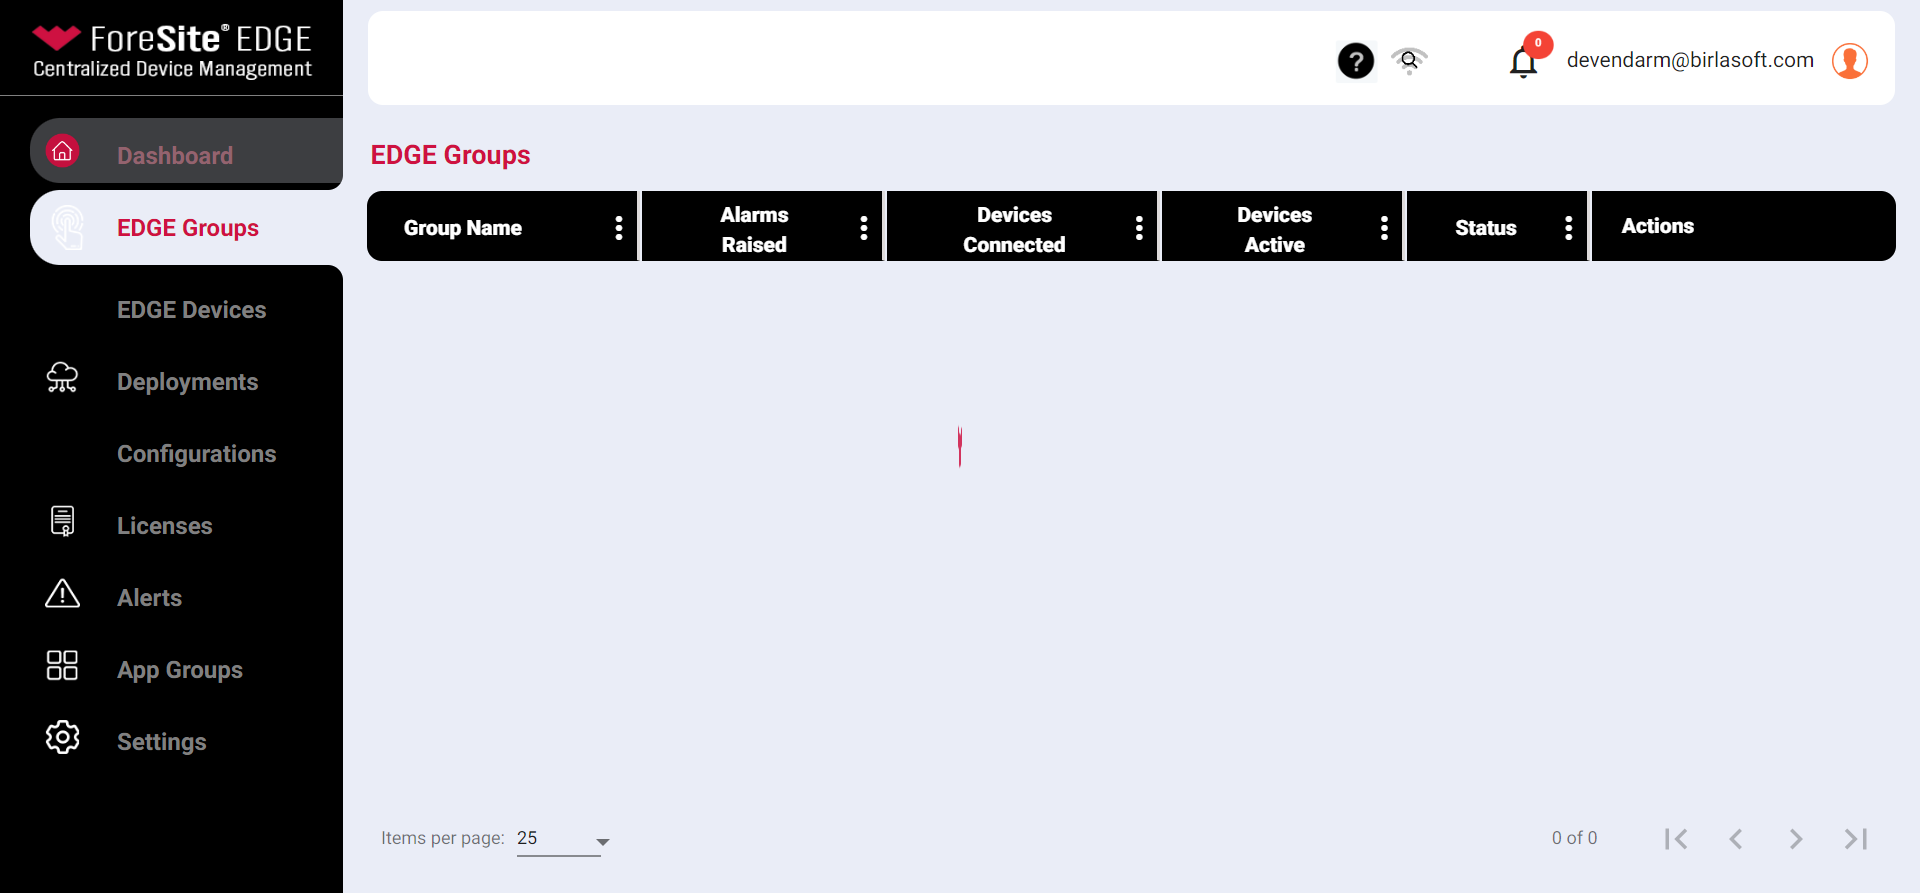 ForeSite® EDGE
Centralized Device Management
Dashboard
EDGE Groups
EDGE Devices
Deployments
Configurations
Licenses
Alerts
App Groups
Settings
?
0
devendarm@birlasoft.com
EDGE Groups
Group Name
Alarms
Raised
Devices
Connected
Devices
Active
Status
Actions
Items per page: 25
0 of 0